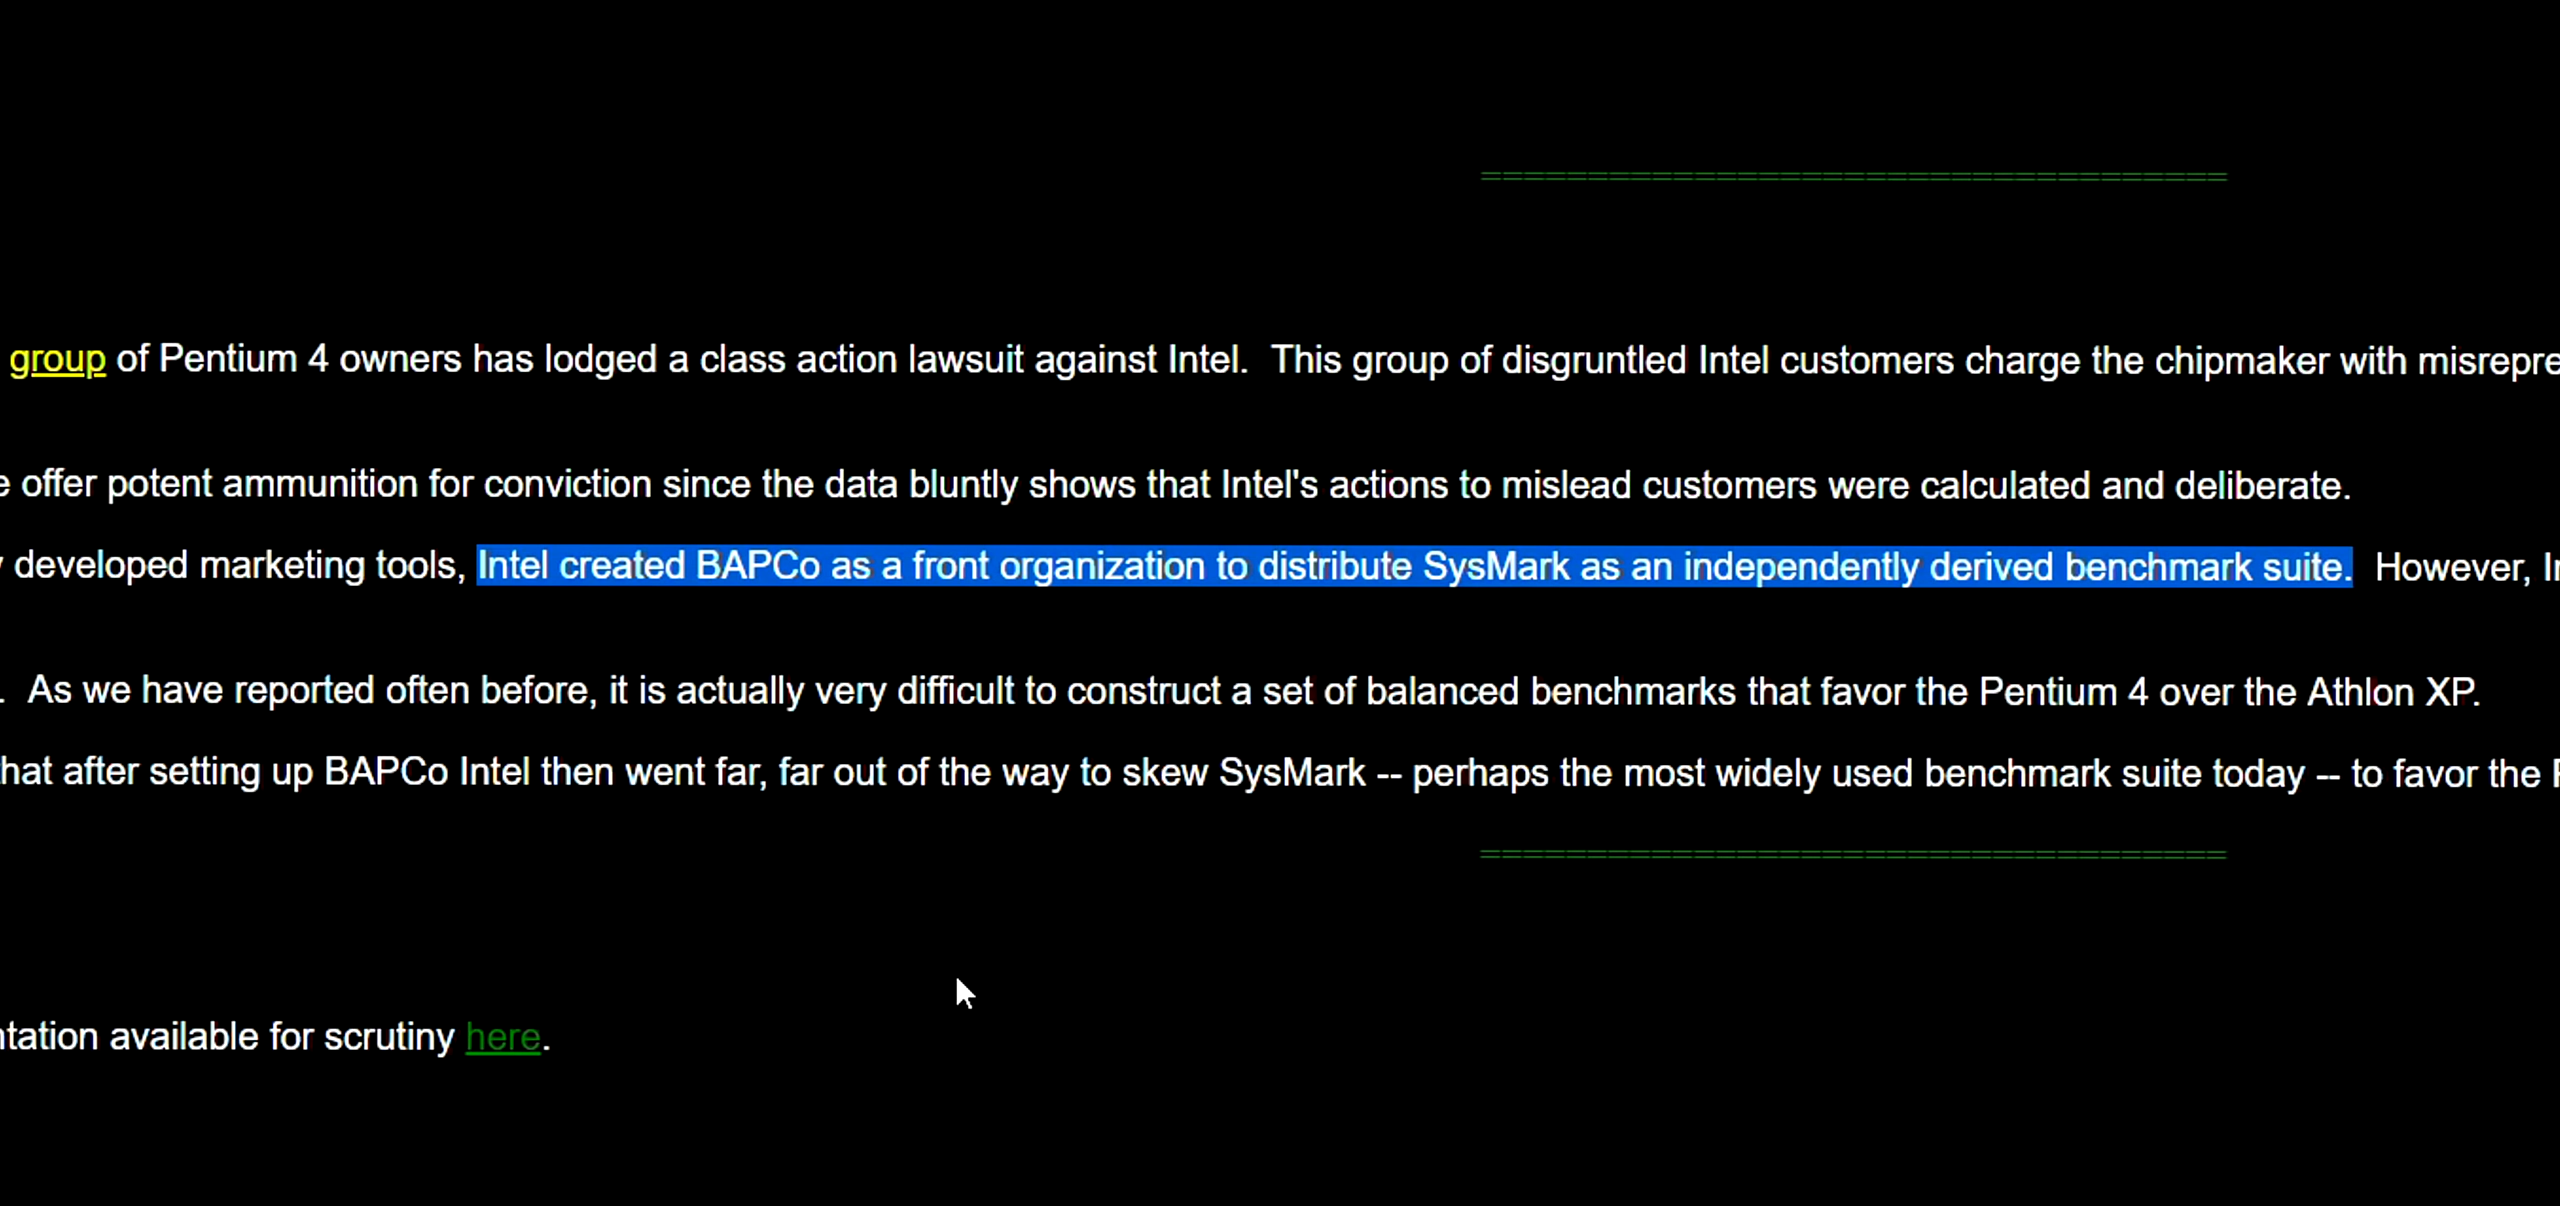 =================================
group of Pentium 4 owners has lodged a class action lawsuit against Intel.  This group of disgruntled Intel customers charge the chipmaker with
offer potent ammunition for conviction since the data bluntly shows that Intel's actions to mislead customers were calculated and deliberate.
developed marketing tools, Intel created BAPCo as a front organization to distribute SysMark as an independently derived benchmark suite.  However,
. As we have reported often before, it is actually very difficult to construct a set of balanced benchmarks that favor the Pentium 4 over the Athlon XP.
after setting up BAPCo Intel then went far, far out of the way to skew SysMark -- perhaps the most widely used benchmark suite today -- to favor the
=================================
available for scrutiny here.